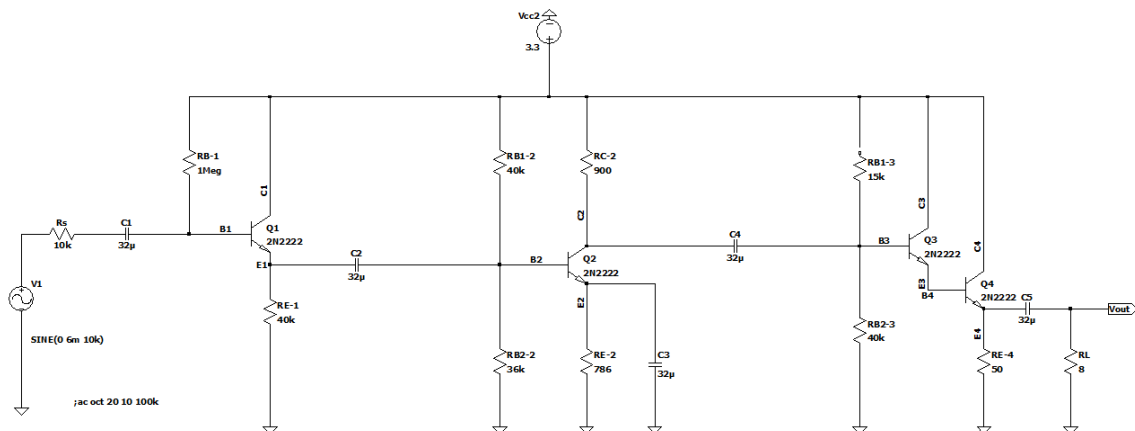 Vcc2
3.3
RB-1
1Meg
C1
Q1
2N2222
Rs
10k
C1
32µ
B1
E1
V1
SINE(0 6m 10k)
;ac oct 20 10 100k
RE-1
40k
C2
32µ
RB1-2
40k
RC-2
900
C2
B2
Q2
2N2222
E2
RB2-2
36k
RE-2
786
C3
32µ
C4
32µ
RB1-3
15k
B3
C3
Q3
2N2222
E3
B4
C4
Q4
2N2222
E4
C5
32µ
RB2-3
40k
RE-4
50
RL
8
Vout